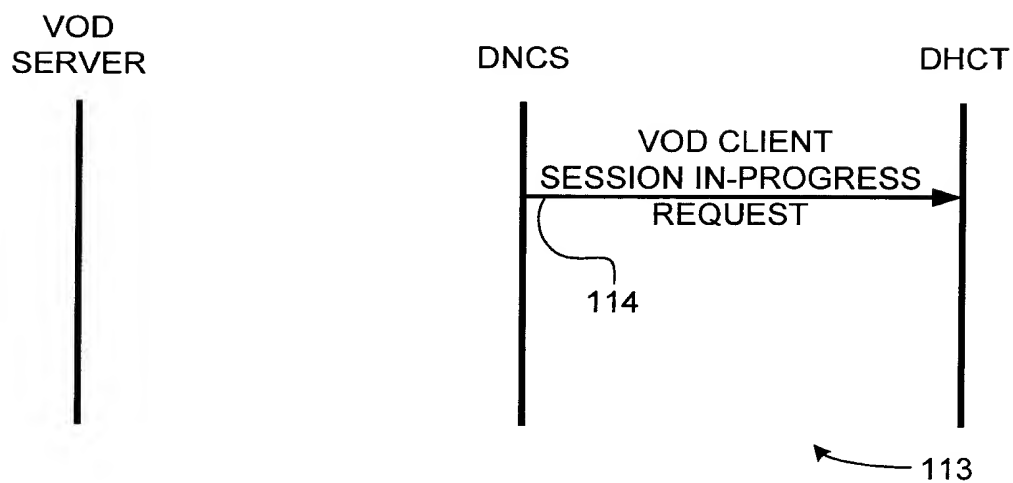 VOD
SERVER
DNCS
DHCT
VOD CLIENT
SESSION IN-PROGRESS
REQUEST
114
113